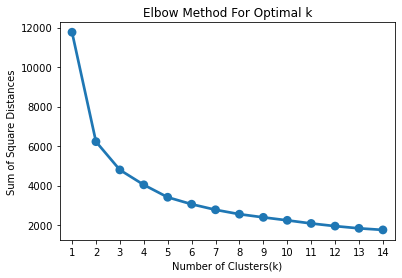 Elbow Method For Optimal k
12000
10000
8000
6000
4000
2000
Sum of Square Distances
1 2 3 4 5 6 7 8 9 10 11 12 13 14
Number of Clusters(k)